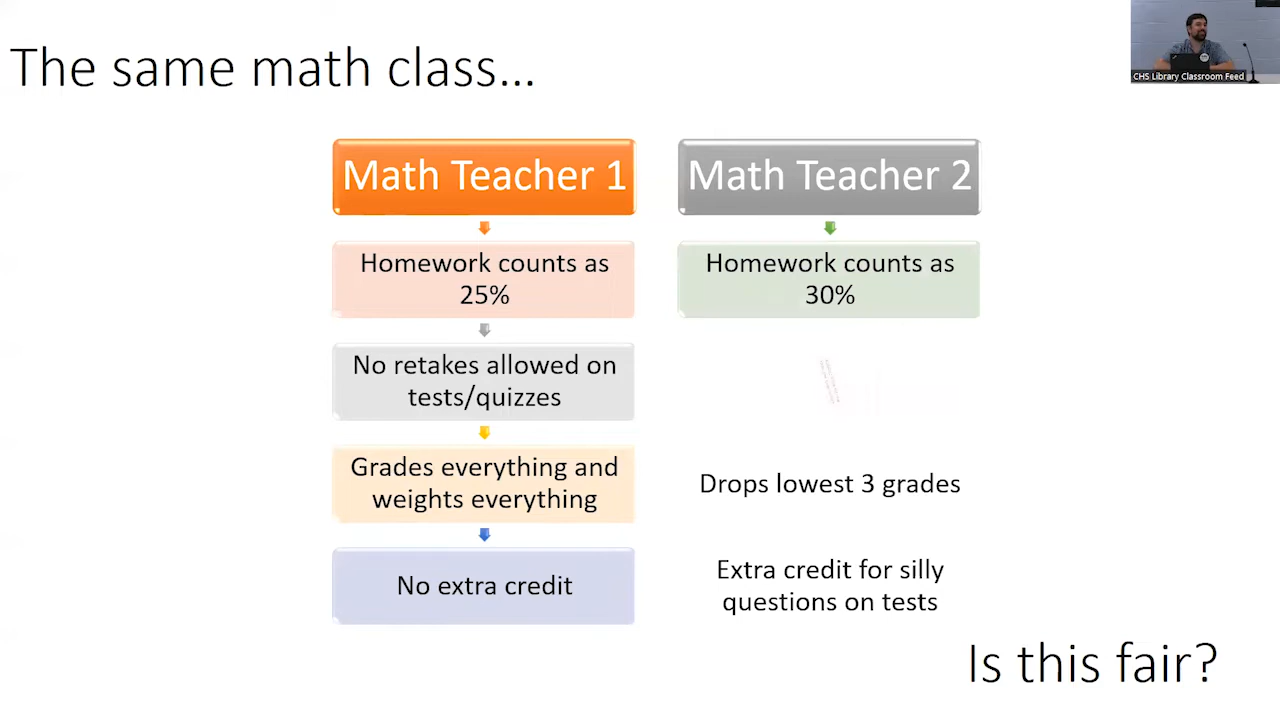 The same math class...
CHS Library Classroom Feed
Math Teacher 1
Math Teacher 2
Homework counts as
25%
Homework counts as
30%
No retakes allowed on
tests/quizzes
Grades everything and
weights everything
Drops lowest 3 grades
No extra credit
Extra credit for silly
questions on tests
Is this fair?